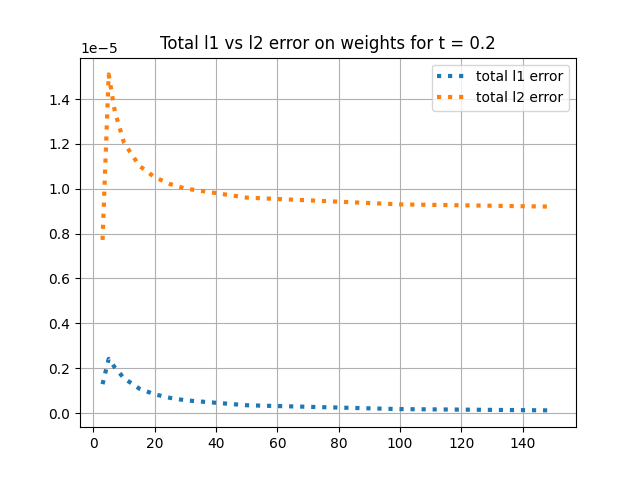 Total l1 vs l2 error on weights for t = 0.2
1e−5
total l1 error
total l2 error
1.4
1.2
1.0
0.8
0.6
0.4
0.2
0.0
0 20 40 60 80 100 120 140